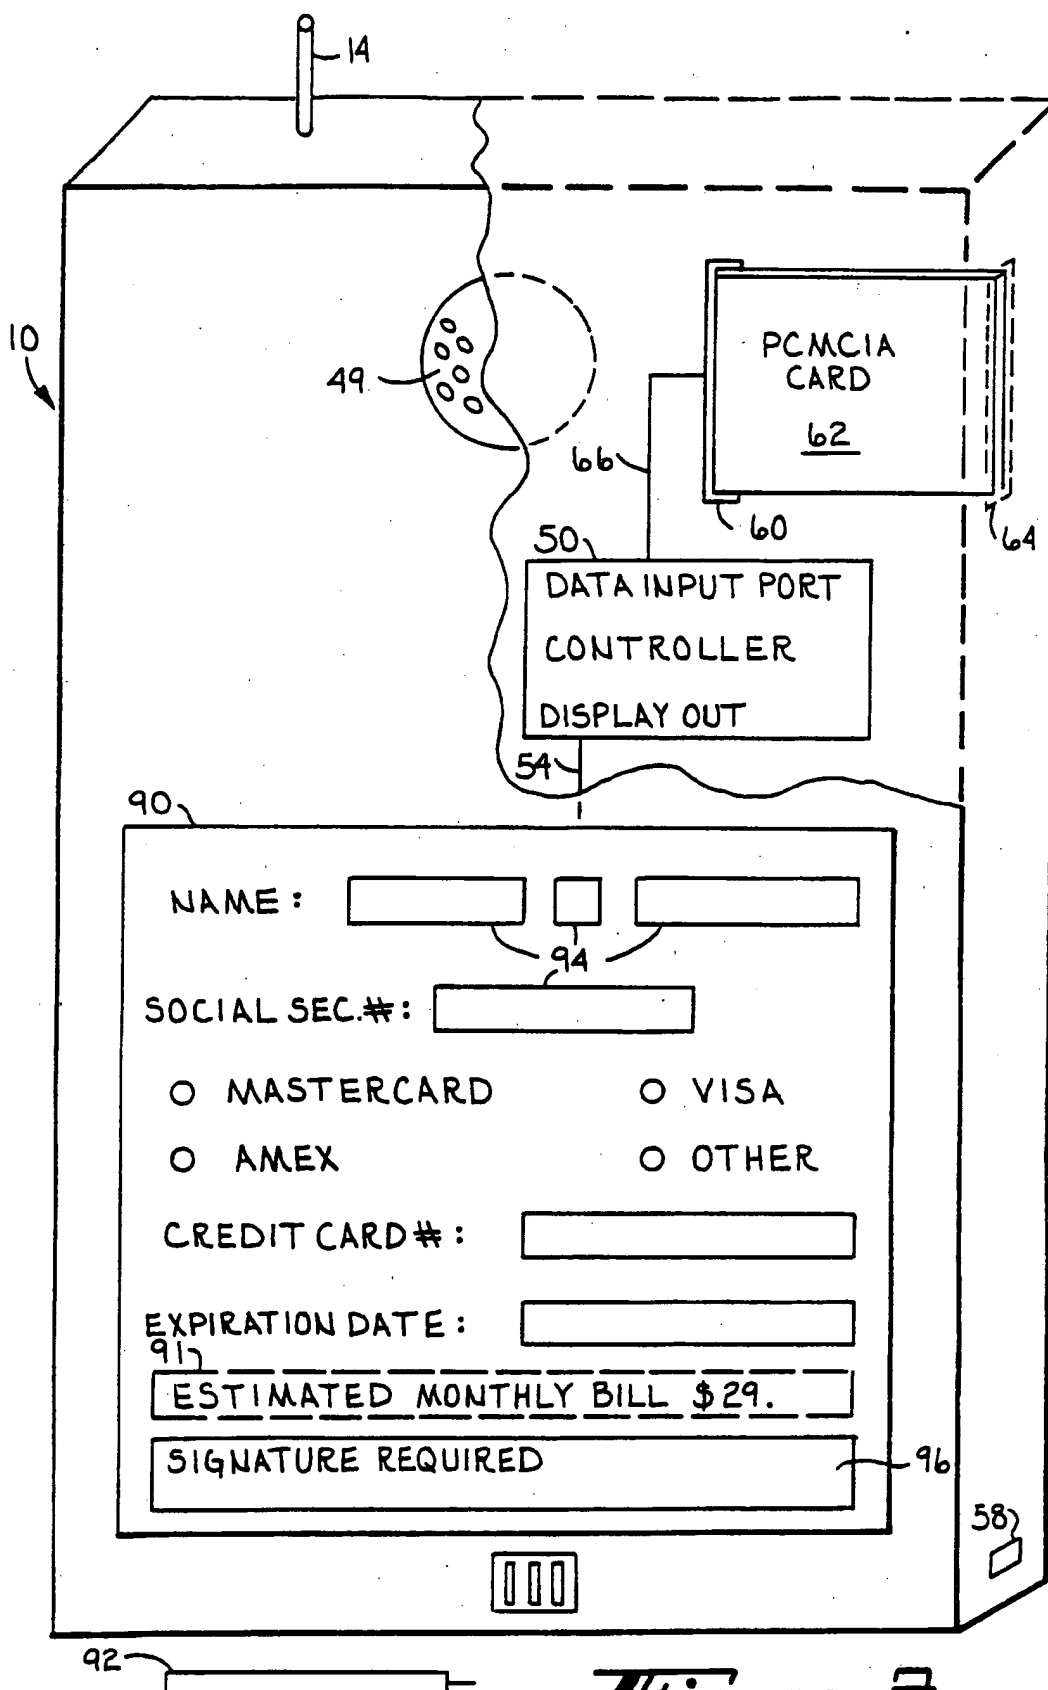 14
10
49
PCMCIA
CARD
62
66
60
64
50
DATA INPUT PORT
CONTROLLER
DISPLAY OUT
54
90
NAME:
94
SOCIAL SEC.#:
MASTERCARD
VISA
AMEX
OTHER
CREDIT CARD#:
EXPIRATION DATE:
91
ESTIMATED MONTHLY BILL $29.
SIGNATURE REQUIRED
96
58
92